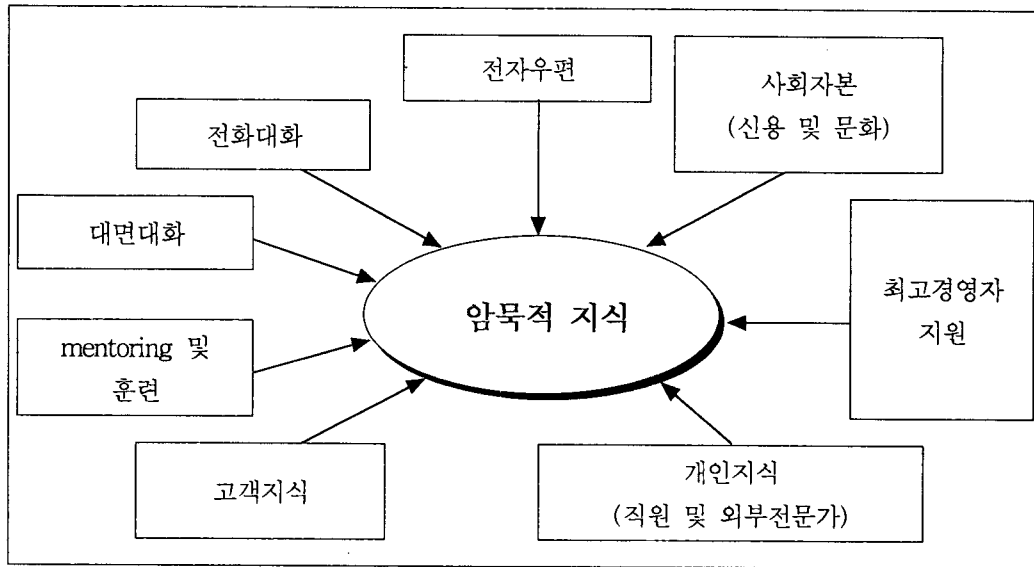 전자우편
사회자본
(신용 및 문화)
전화대화
대면대화
최고경영자
지원
암묵적 지식
mentoring 및
훈련
고객지식
개인지식
(직원 및 외부전문가)